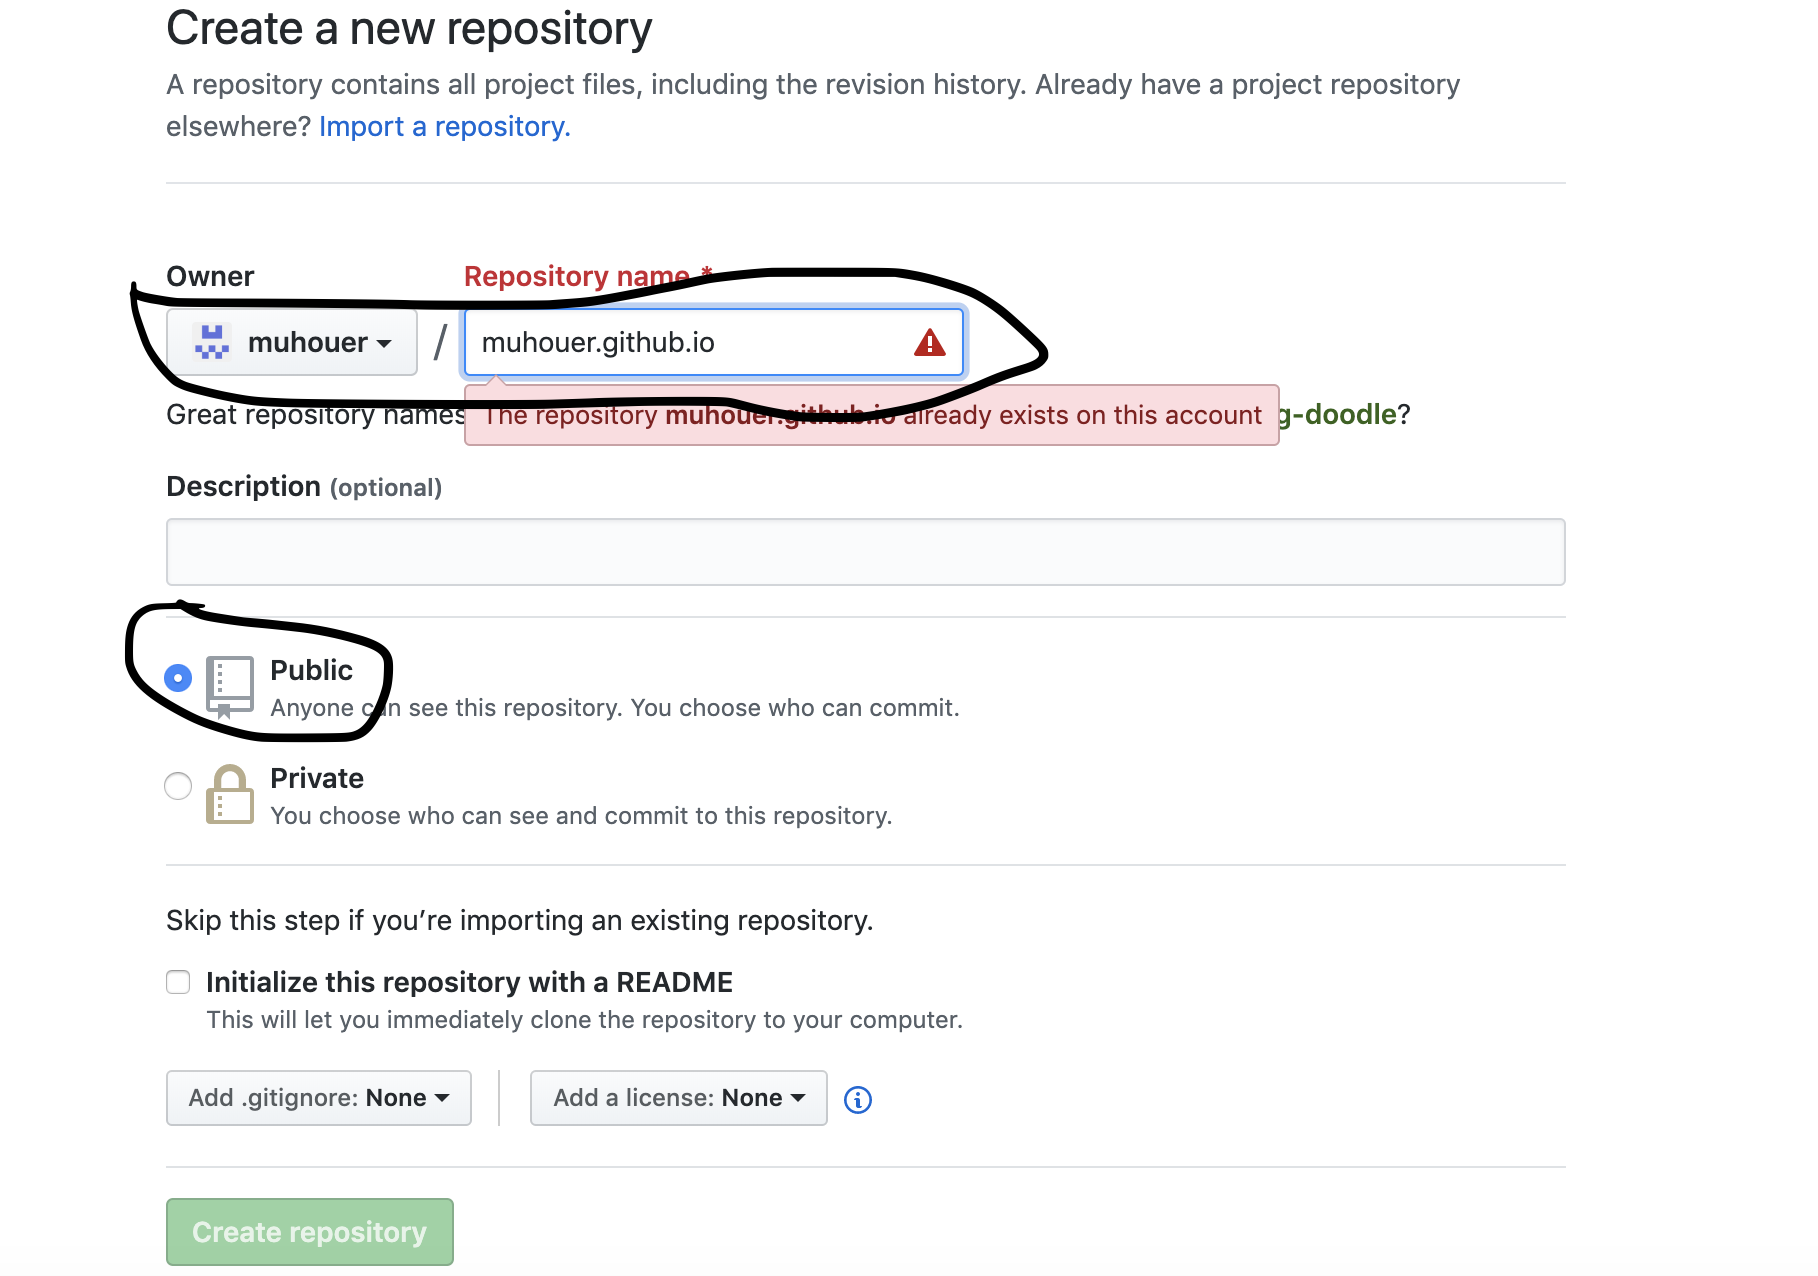 Create a new repository
A repository contains all project files, including the revision history. Already have a project repository
elsewhere? Import a repository.
Owner
Repository name *
muhouer / muhouer.github.io
Great repository names g-doodle?
The repository muhouer.github.io already exists on this account
Description (optional)
Public
Anyone can see this repository. You choose who can commit.
Private
You choose who can see and commit to this repository.
Skip this step if you’re importing an existing repository.
Initialize this repository with a README
This will let you immediately clone the repository to your computer.
Add .gitignore: None Add a license: None
Create repository